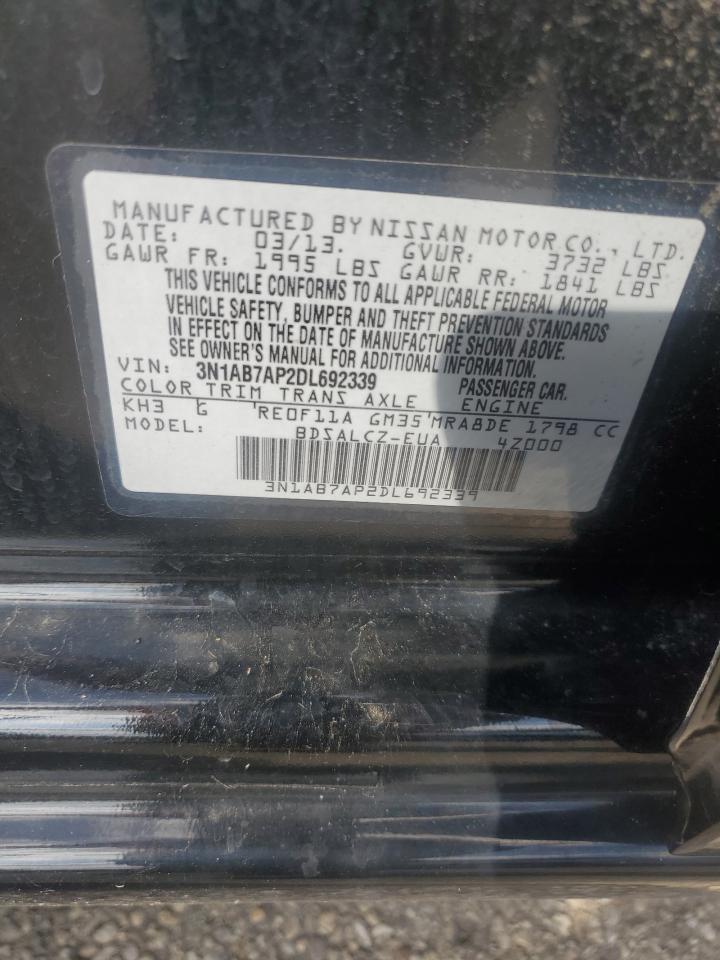 MANUFACTURED BY NISSAN MOTOR CO., LTD.
DATE: 03/13. GVWR: 3732 LBS
GAWR FR: 1995 LBS GAWR RR: 1841 LBS
THIS VEHICLE CONFORMS TO ALL APPLICABLE FEDERAL MOTOR
VEHICLE SAFETY, BUMPER AND THEFT PREVENTION STANDARDS
IN EFFECT ON THE DATE OF MANUFACTURE SHOWN ABOVE.
SEE OWNER'S MANUAL FOR ADDITIONAL INFORMATION.
VIN: 3N1AB7AP2DL692339 PASSENGER CAR.
COLOR TRIM TRANS AXLE ENGINE
KH3 G 'RE0F11A GM35'MRA8DE 1798 CC
MODEL: BDSALCZ-EUA 4Z000
3N1AB7AP2DL692339